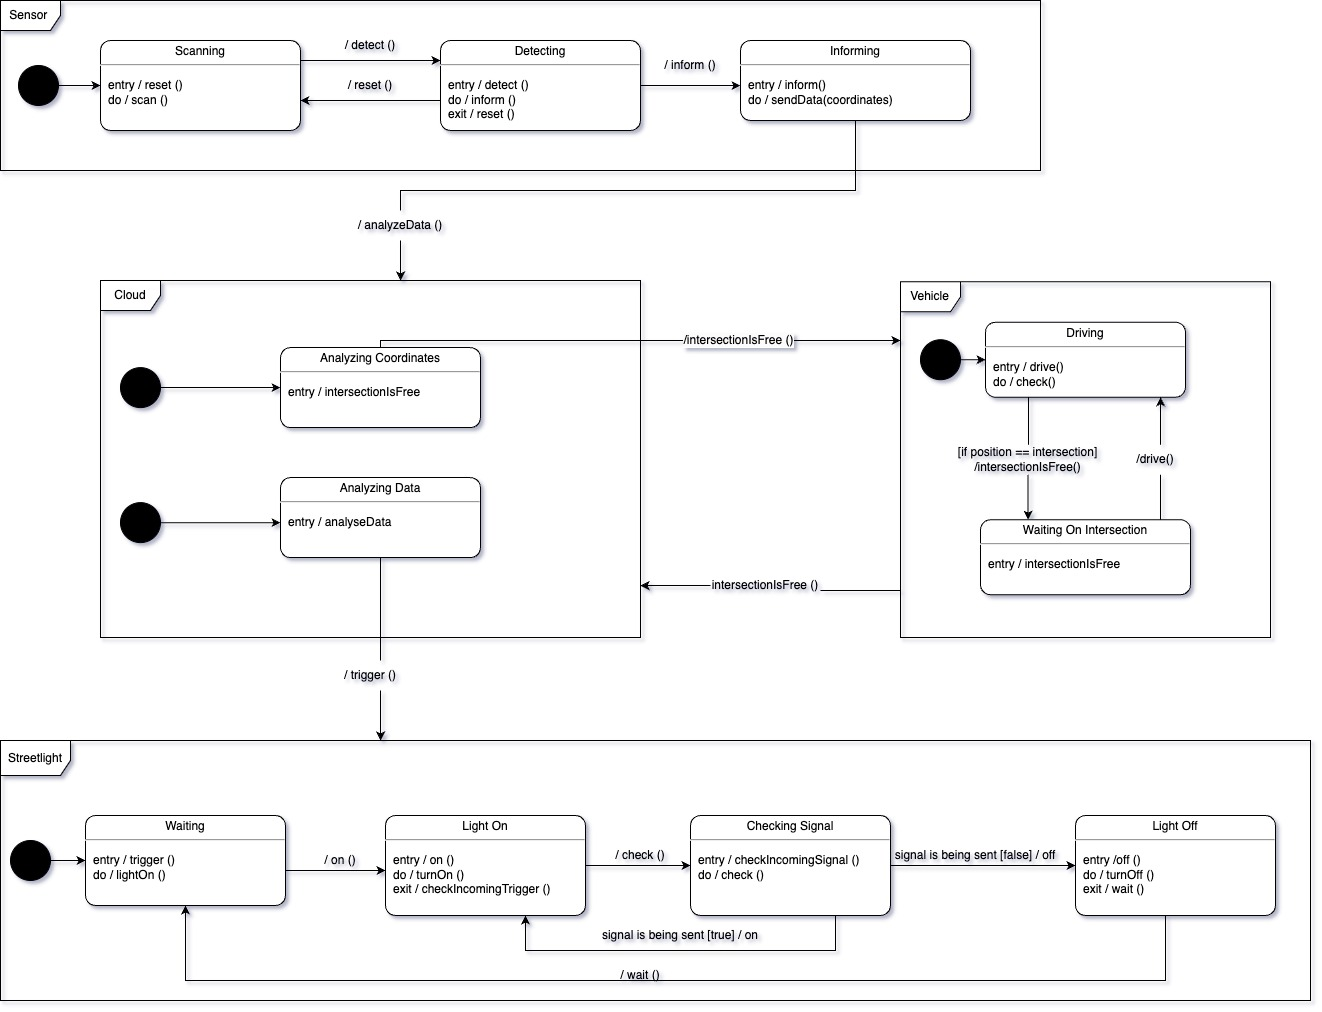 Sensor
Scanning
entry / reset ()
do / scan ()
/ detect ()
/ reset ()
Detecting
entry / detect ()
do / inform ()
exit / reset ()
/ inform ()
Informing
entry / inform()
do / sendData(coordinates)
/ analyzeData ()
Cloud
Analyzing Coordinates
entry / intersectionIsFree
/intersectionIsFree ()
Analyzing Data
entry / analyseData
Vehicle
Driving
entry / drive()
do / check()
[if position == intersection]
/intersectionIsFree()
/drive()
Waiting On Intersection
entry / intersectionIsFree
intersectionIsFree ()
/ trigger ()
Streetlight
Waiting
entry / trigger ()
do / lightOn ()
/ on ()
Light On
entry / on ()
do / turnOn ()
exit / checkIncomingTrigger ()
/ check ()
Checking Signal
entry / checkIncomingSignal ()
do / check ()
signal is being sent [false] / off
Light Off
entry /off ()
do / turnOff ()
exit / wait ()
signal is being sent [true] / on
/ wait ()